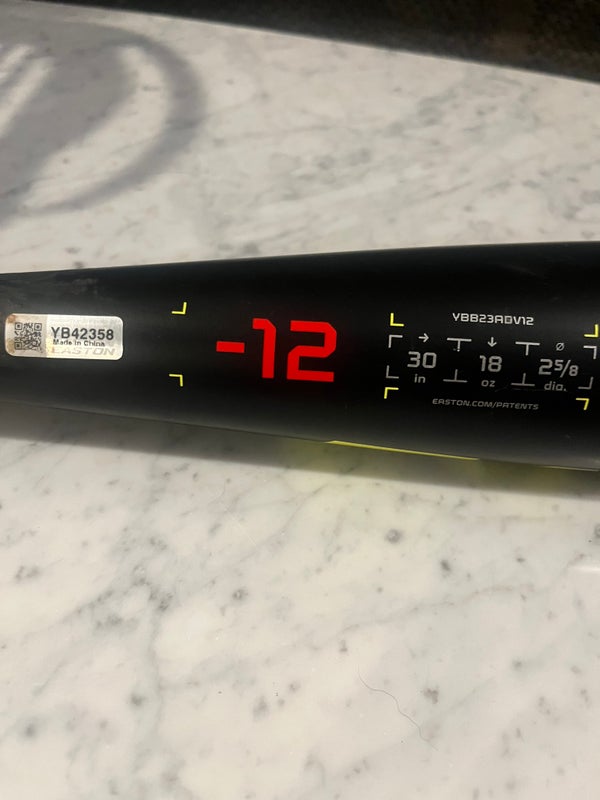 YB42358
Made in China
EASTON
-12
YBB23ADV12
30
in
18
oz
Ø
2 5/8
dia.
EASTON.COM/PATENTS